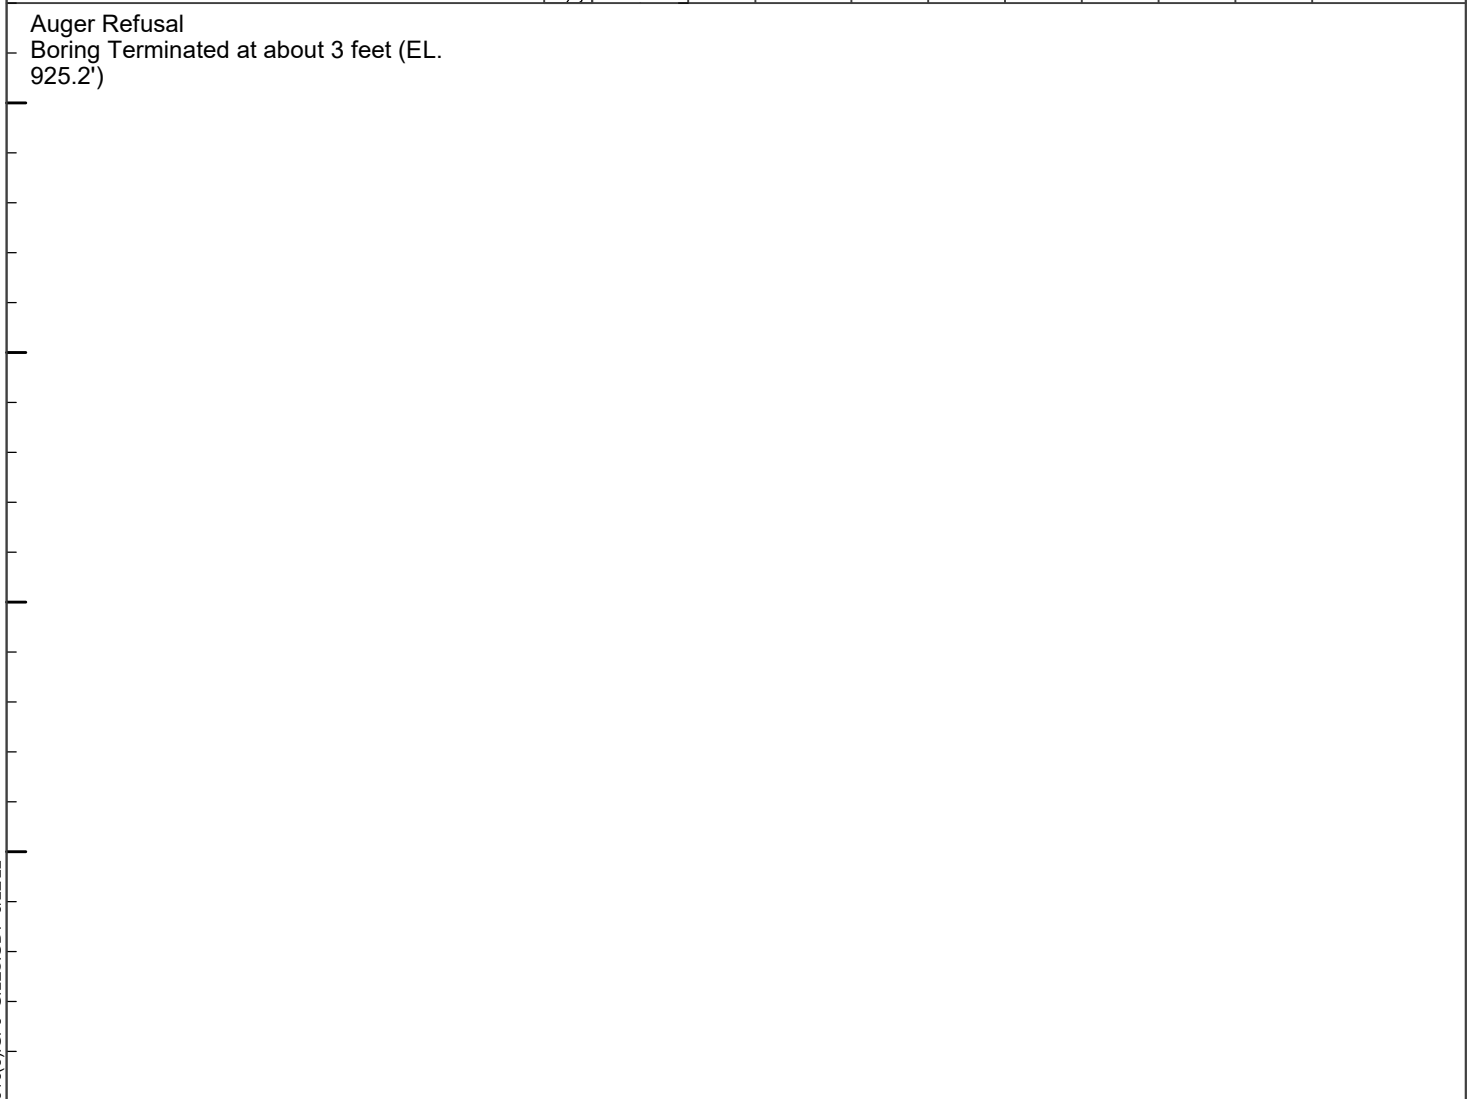 Auger Refusal
Boring Terminated at about 3 feet (EL.
925.2')